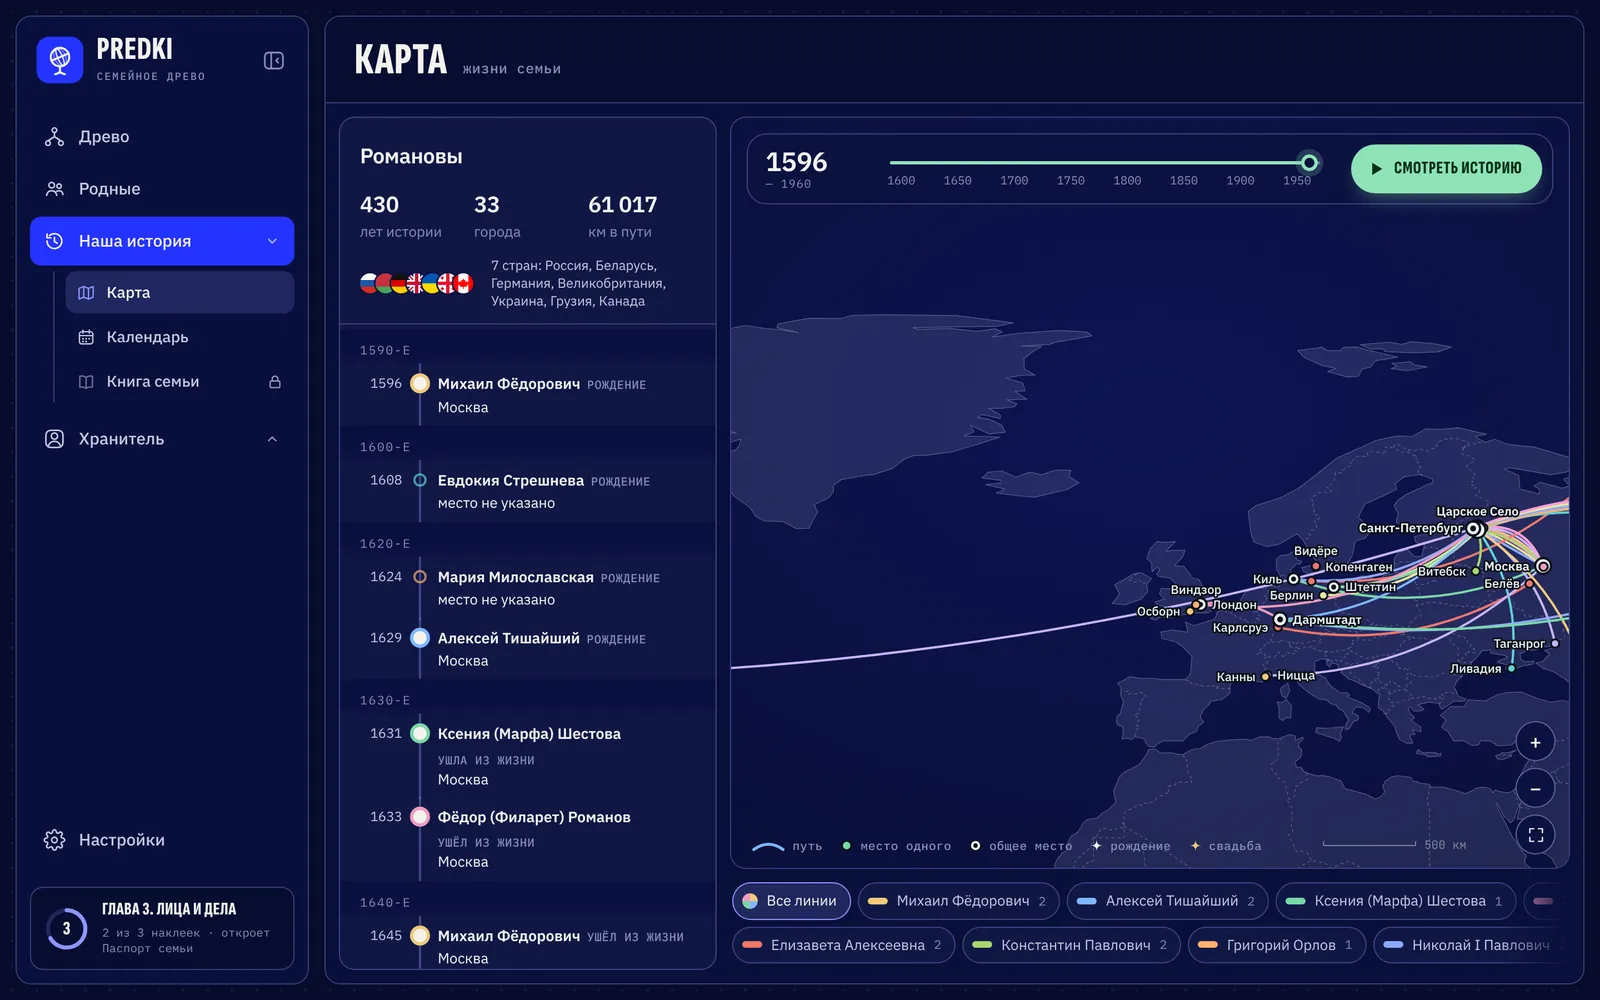 PREDKI
СЕМЕЙНОЕ ДРЕВО
Древо
Родные
Наша история
Карта
Календарь
Книга семьи
Хранитель
Настройки
3
ГЛАВА 3. ЛИЦА И ДЕЛА
2 из 3 наклеек · откроет
Паспорт семьи
КАРТА жизни семьи
Романовы
430 33 61 017
лет истории города км в пути
7 стран: Россия, Беларусь,
Германия, Великобритания,
Украина, Грузия, Канада
1590-Е
1596 Михаил Фёдорович РОЖДЕНИЕ
Москва
1600-Е
1608 Евдокия Стрешнева РОЖДЕНИЕ
место не указано
1620-Е
1624 Мария Милославская РОЖДЕНИЕ
место не указано
1629 Алексей Тишайший РОЖДЕНИЕ
Москва
1630-Е
1631 Ксения (Марфа) Шестова
УШЛА ИЗ ЖИЗНИ
Москва
1633 Фёдор (Филарет) Романов
УШЁЛ ИЗ ЖИЗНИ
Москва
1640-Е
1645 Михаил Фёдорович УШЁЛ ИЗ ЖИЗНИ
Москва
1596
— 1960
1600 1650 1700 1750 1800 1850 1900 1950
СМОТРЕТЬ ИСТОРИЮ
Царское Село
Санкт-Петербург
Видёре
Копенгаген
Витебск
Москва
Киль
Штеттин
Белёв
Виндзор
Берлин
Осборн
Лондон
Карлсруэ
Дармштадт
Таганрог
Ливадия
Канны
Ницца
+
−
путь место одного общее место рождение свадьба 500 км
Все линии Михаил Фёдорович 2 Алексей Тишайший 2 Ксения (Марфа) Шестова 1
Елизавета Алексеевна 2 Константин Павлович 2 Григорий Орлов 1 Николай I Павлович